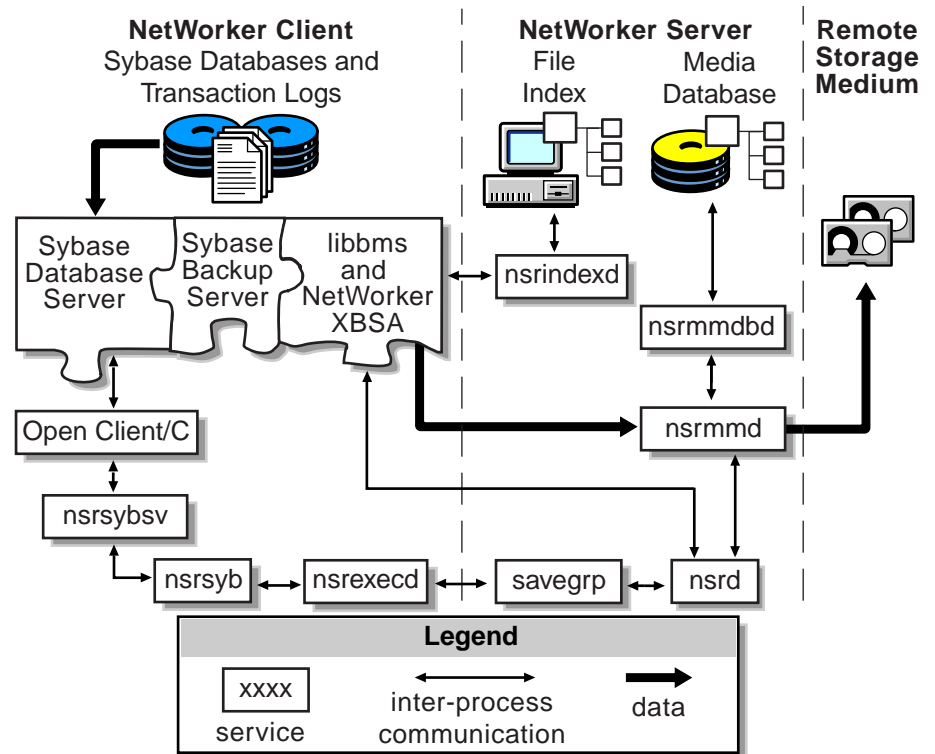 NetWorker Client
Sybase Databases and
Transaction Logs
NetWorker Server
File
Index
Media
Database
Remote
Storage
Medium
Sybase
Database
Server
Sybase
Backup
Server
libbms
and
NetWorker
XBSA
nsrindexd
nsrmmdbd
Open Client/C
nsrmmd
nsrsybsv
nsrsyb
nsrexecd
savegrp
nsrd
Legend
xxxx
service
inter-process
communication
data